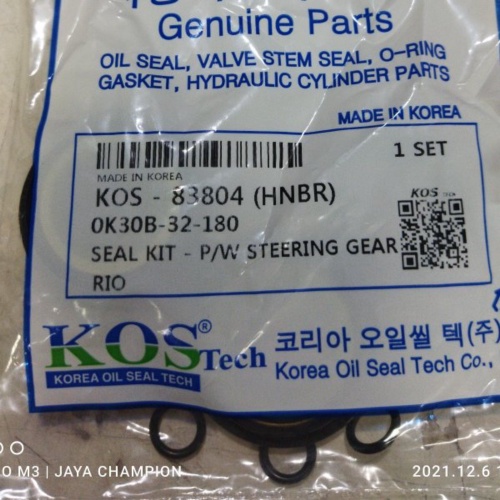 Genuine Parts
OIL SEAL, VALVE STEM SEAL, O-RING
GASKET, HYDRAULIC CYLINDER PARTS
MADE IN KOREA
1 SET
MADE IN KOREA
KOS - 83804 (HNBR)
KOS TECH
0K30B-32-180
SEAL KIT - P/W STEERING GEAR
RIO
KOS® Tech
KOREA OIL SEAL TECH
코리아 오일씰 텍(주)
Korea Oil Seal Tech Co.,
O M3 | JAYA CHAMPION
2021.12.6